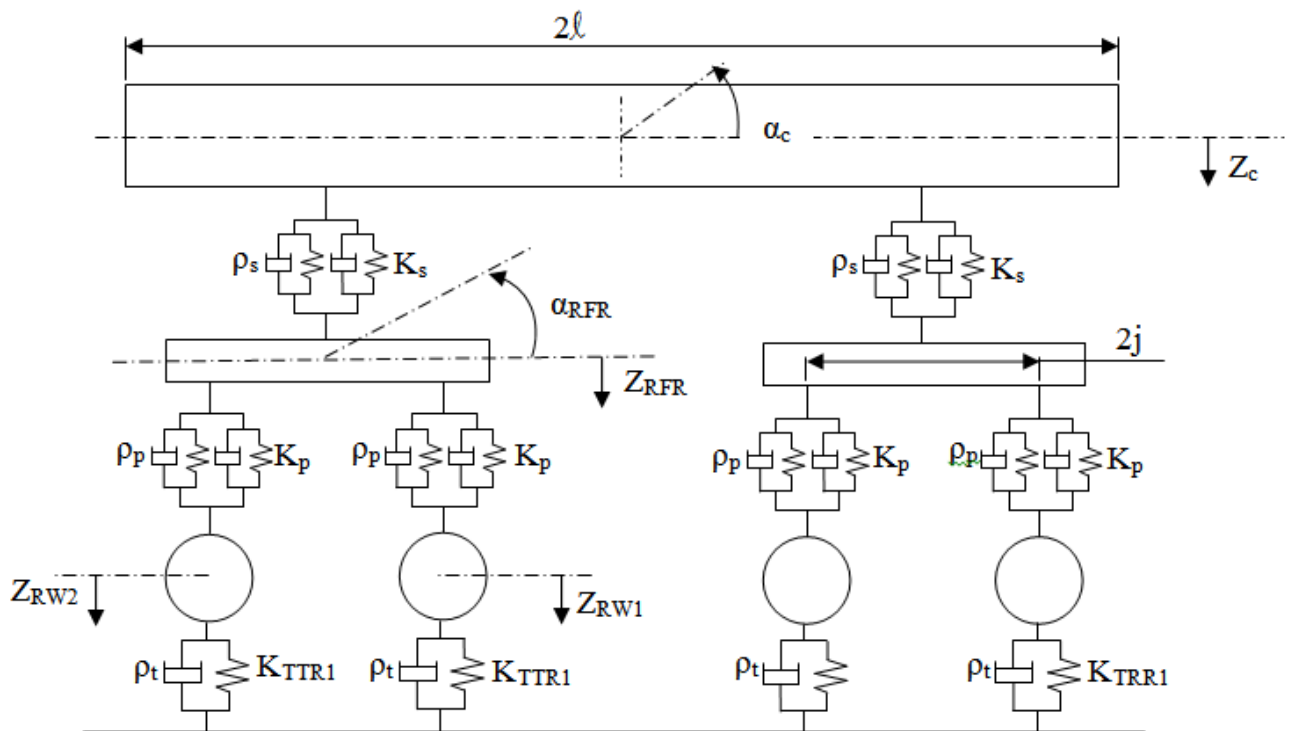 2ℓ
αc
Zc
ρs Ks
ρs Ks
αRFR
2j
ZRFR
ρp Kp
ρp Kp
ρp Kp
ρp Kp
ZRW2
ZRW1
ρt KTTR1
ρt KTTR1
ρt
ρt KTRR1